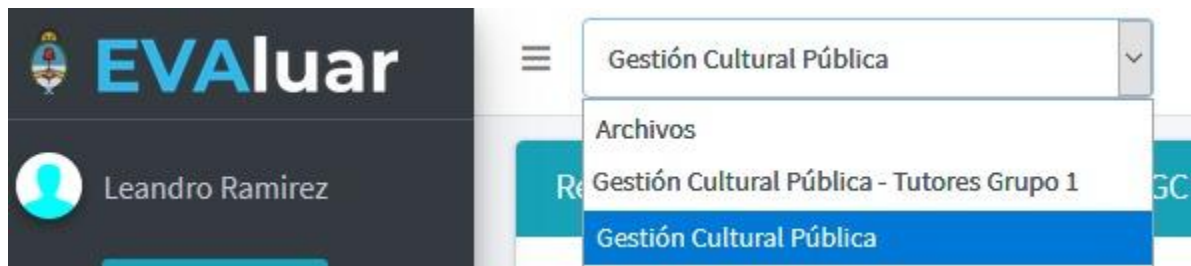 EVAluar
Gestión Cultural Pública
Archivos
Leandro Ramirez
Gestión Cultural Pública - Tutores Grupo 1
Gestión Cultural Pública